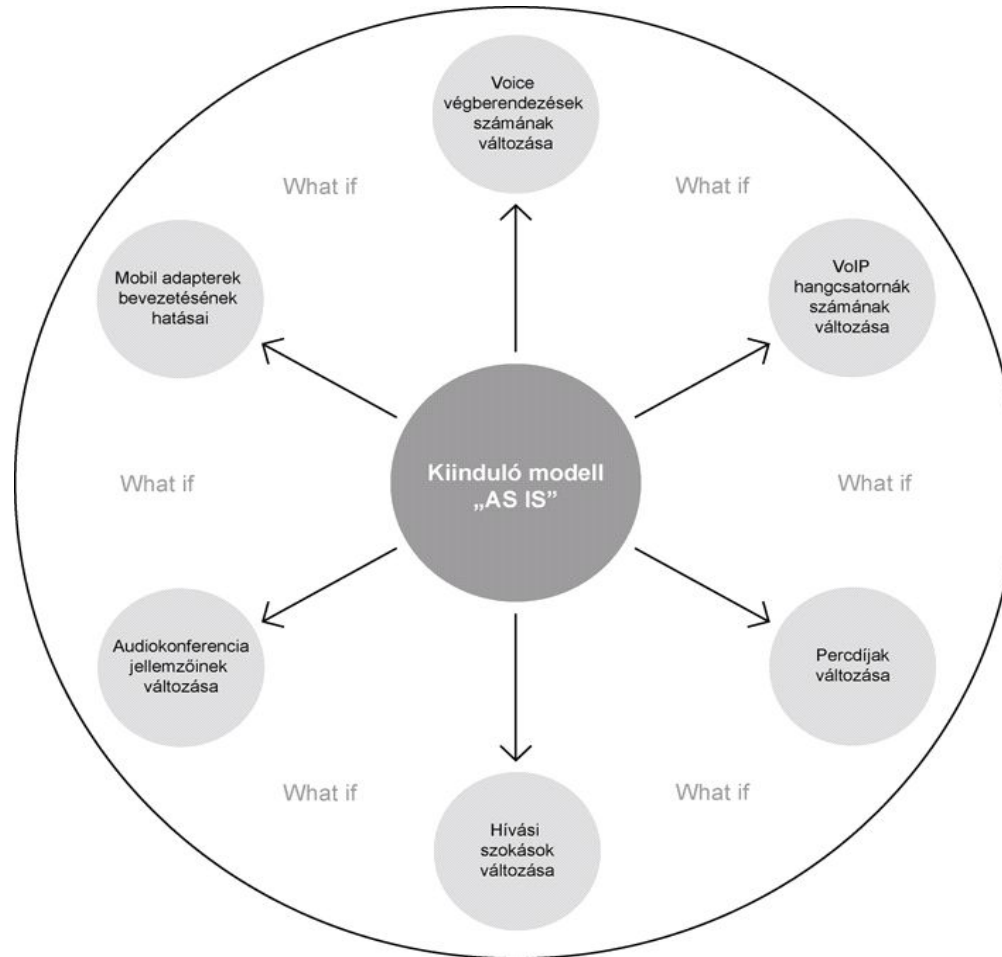 Voice
végberendezések
számának
változása
What if
What if
Mobil adapterek
bevezetésének
hatásai
VoIP
hangcsatornák
számának
változása
What if
Kiinduló modell
„AS IS”
What if
Audiokonferencia
jellemzőinek
változása
Percdíjak
változása
What if
What if
Hívási
szokások
változása